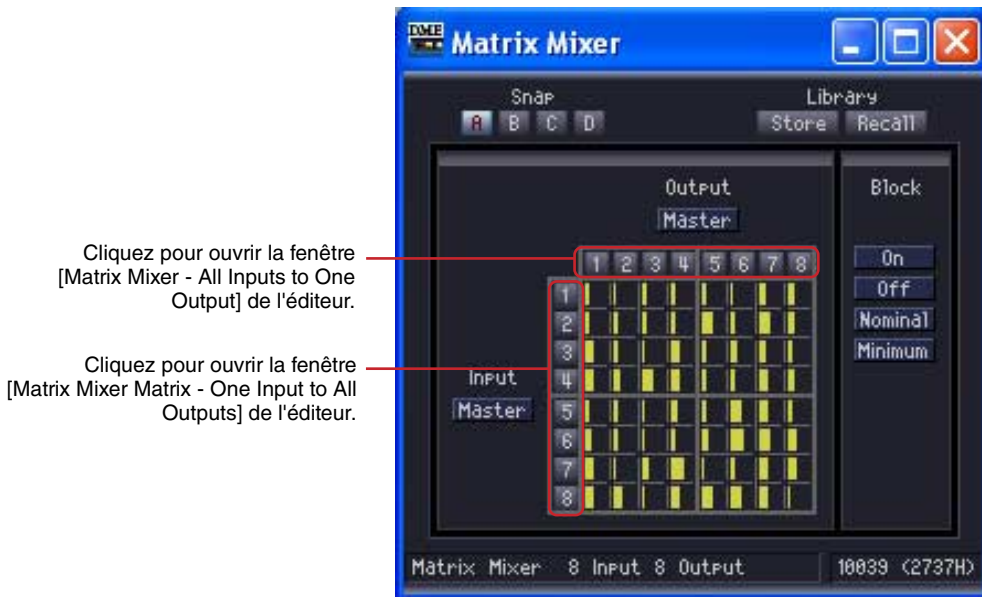 DME
Matrix Mixer
Snap
A B C D
Library
Store Recall
Output
Master
Block
1 2 3 4 5 6 7 8
On
Off
Nominal
Minimum
1
2
3
4
5
6
7
8
Input
Master
Cliquez pour ouvrir la fenêtre
[Matrix Mixer - All Inputs to One
Output] de l'éditeur.
Cliquez pour ouvrir la fenêtre
[Matrix Mixer Matrix - One Input to All
Outputs] de l'éditeur.
Matrix Mixer 8 Input 8 Output 10039 (2737H)